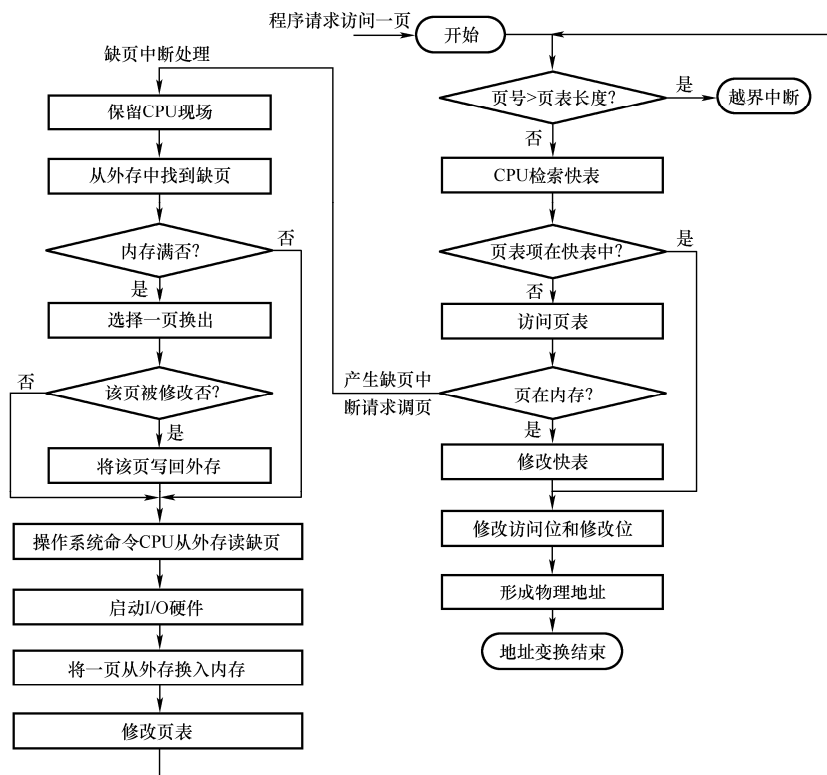 程序请求访问一页
开始
缺页中断处理
页号>页表长度?
是
越界中断
否
保留CPU现场
从外存中找到缺页
内存满否?
否
是
选择一页换出
该页被修改否?
否
是
将该页写回外存
操作系统命令CPU从外存读缺页
启动I/O硬件
将一页从外存换入内存
修改页表
CPU检索快表
页表项在快表中?
是
否
访问页表
产生缺页中
断请求调页
页在内存?
是
修改快表
修改访问位和修改位
形成物理地址
地址变换结束